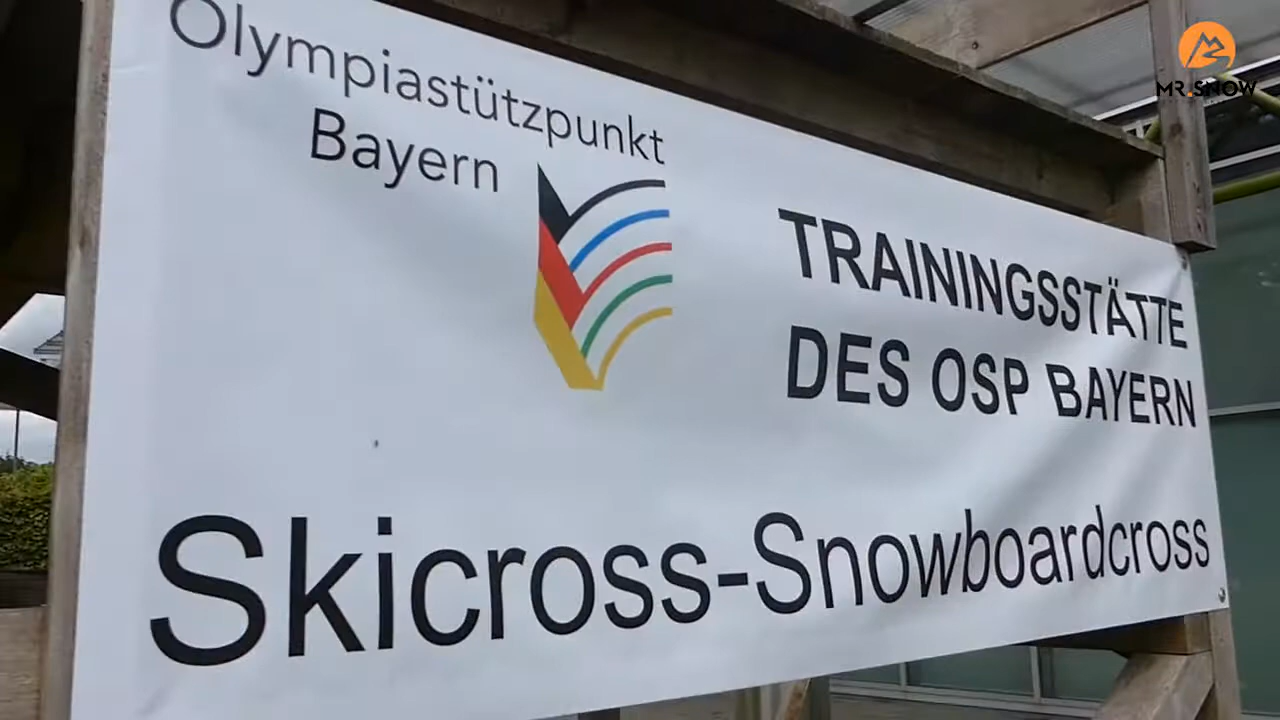 MR.SNOW
Olympiastützpunkt
Bayern
TRAININGSSTÄTTE
DES OSP BAYERN
Skicross-Snowboardcross